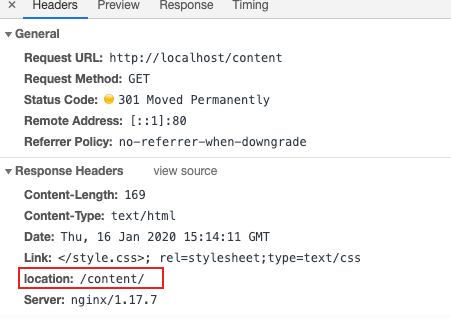 Headers Preview Response Timing
General
Request URL: http://localhost/content
Request Method: GET
Status Code: 301 Moved Permanently
Remote Address: [::1]:80
Referrer Policy: no-referrer-when-downgrade
Response Headers view source
Content-Length: 169
Content-Type: text/html
Date: Thu, 16 Jan 2020 15:14:11 GMT
Link: </style.css>; rel=stylesheet;type=text/css
location: /content/
Server: nginx/1.17.7